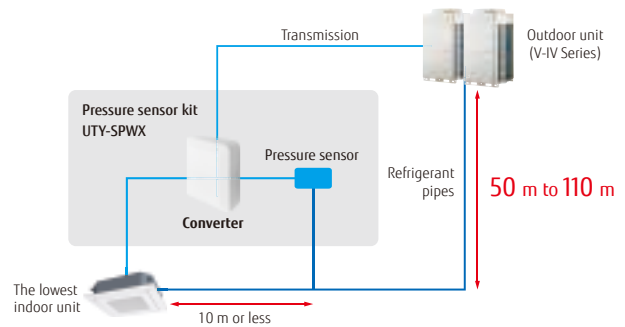 Transmission
Outdoor unit
(V-IV Series)
Pressure sensor kit
UTY-SPWX
Pressure sensor
Converter
Refrigerant
pipes
50 m to 110 m
The lowest
indoor unit
10 m or less